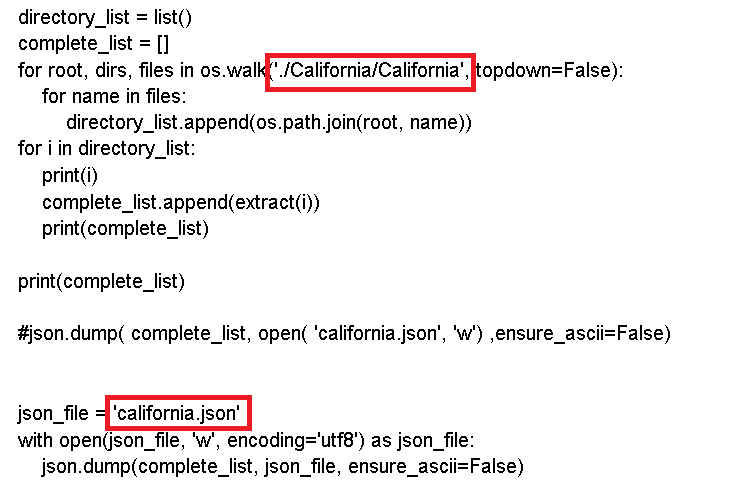 directory_list = list()
complete_list = []
for root, dirs, files in os.walk('./California/California', topdown=False):
    for name in files:
        directory_list.append(os.path.join(root, name))
for i in directory_list:
    print(i)
    complete_list.append(extract(i))
    print(complete_list)
print(complete_list)
#json.dump( complete_list, open( 'california.json', 'w') ,ensure_ascii=False)
json_file = 'california.json'
with open(json_file, 'w', encoding='utf8') as json_file:
    json.dump(complete_list, json_file, ensure_ascii=False)